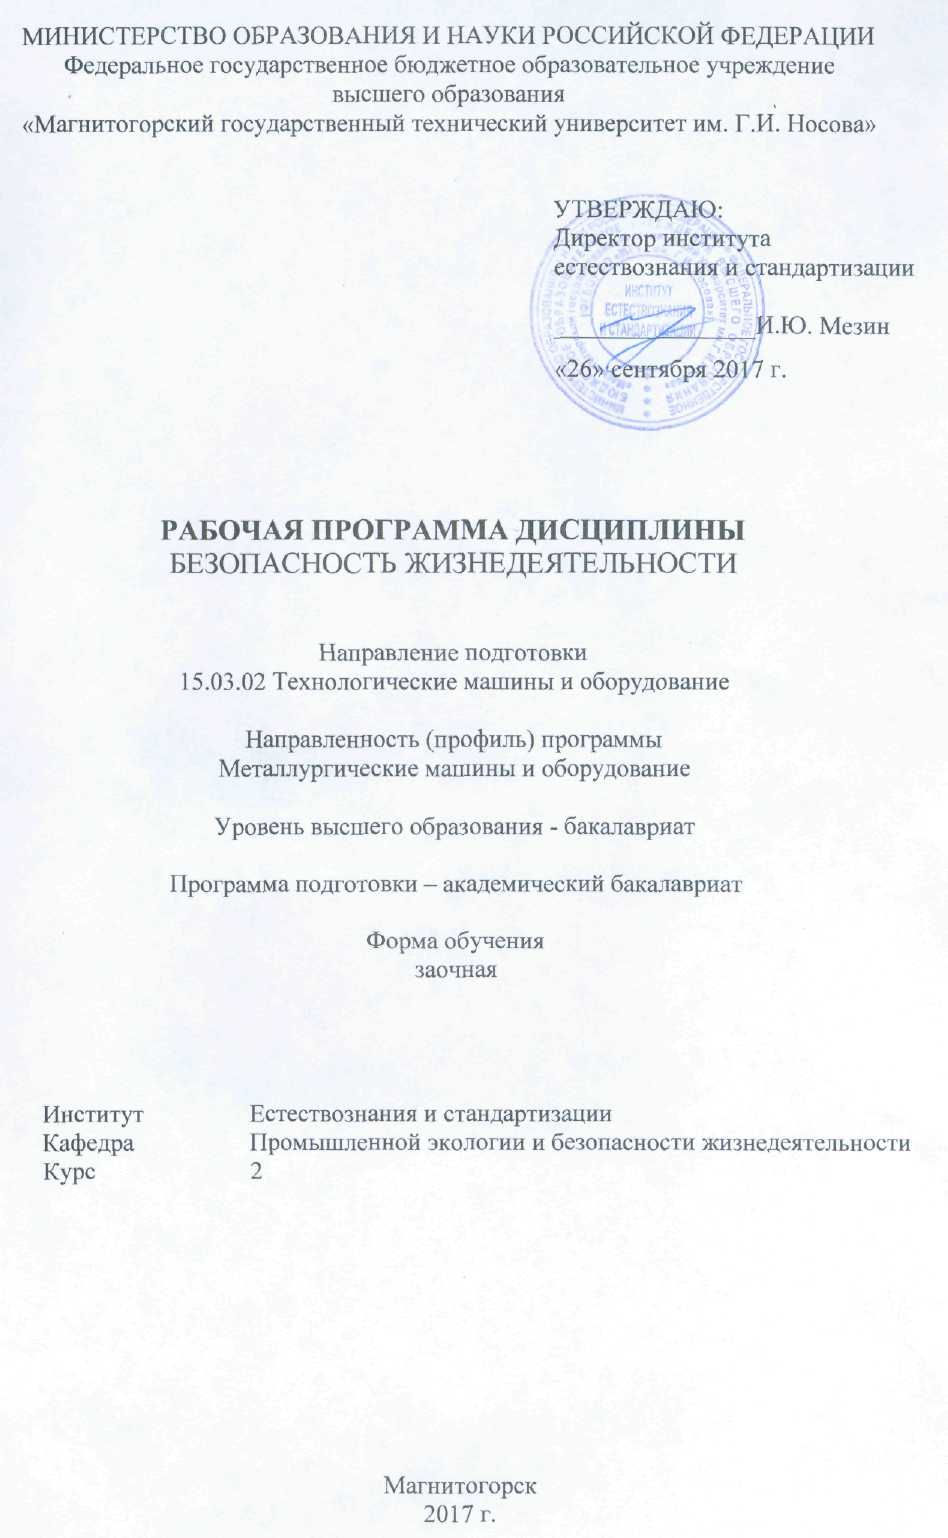 МИНИСТЕРСТВО ОБРАЗОВАНИЯ И НАУКИ РОССИЙСКОЙ ФЕДЕРАЦИИ
Федеральное государственное бюджетное образовательное учреждение
высшего образования
«Магнитогорский государственный технический университет им. Г.И. Носова»
УТВЕРЖДАЮ:
Директор института
естествознания и стандартизации
ИНСТИТУТ
ЕСТЕСТВОЗНАНИЯ
И СТАНДАРТИЗАЦИИ
И.Ю. Мезин
«26» сентября 2017 г.
РАБОЧАЯ ПРОГРАММА ДИСЦИПЛИНЫ
БЕЗОПАСНОСТЬ ЖИЗНЕДЕЯТЕЛЬНОСТИ
Направление подготовки
15.03.02 Технологические машины и оборудование
Направленность (профиль) программы
Металлургические машины и оборудование
Уровень высшего образования - бакалавриат
Программа подготовки – академический бакалавриат
Форма обучения
заочная
Институт Естествознания и стандартизации
Кафедра Промышленной экологии и безопасности жизнедеятельности
Курс 2
Магнитогорск
2017 г.